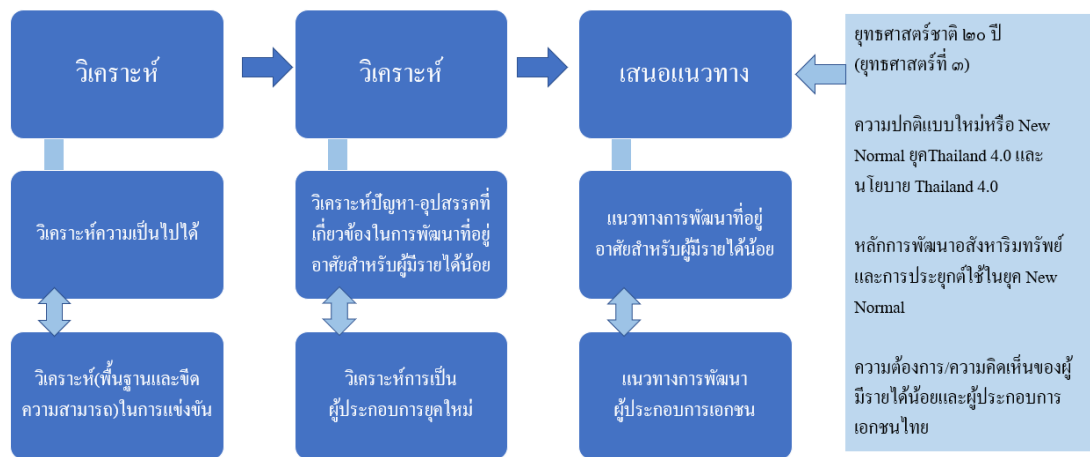 วิเคราะห์
วิเคราะห์
เสนอแนวทาง
วิเคราะห์ความเป็นไปได้
วิเคราะห์ปัญหา-อุปสรรคที่
เกี่ยวข้องในการพัฒนาที่อยู่
อาศัยสำหรับผู้มีรายได้น้อย
แนวทางการพัฒนาที่อยู่
อาศัยสำหรับผู้มีรายได้น้อย
วิเคราะห์(พื้นฐานและขีด
ความสามารถ)ในการแข่งขัน
วิเคราะห์การเป็น
ผู้ประกอบการยุคใหม่
แนวทางการพัฒนา
ผู้ประกอบการเอกชน
ยุทธศาสตร์ชาติ ๒๐ ปี
(ยุทธศาสตร์ที่ ๓)
ความปกติแบบใหม่หรือ New
Normal ยุคThailand 4.0 และ
นโยบาย Thailand 4.0
หลักการพัฒนาอสังหาริมทรัพย์
และการประยุกต์ใช้ในยุค New
Normal
ความต้องการ/ความคิดเห็นของผู้
มีรายได้น้อยและผู้ประกอบการ
เอกชนไทย